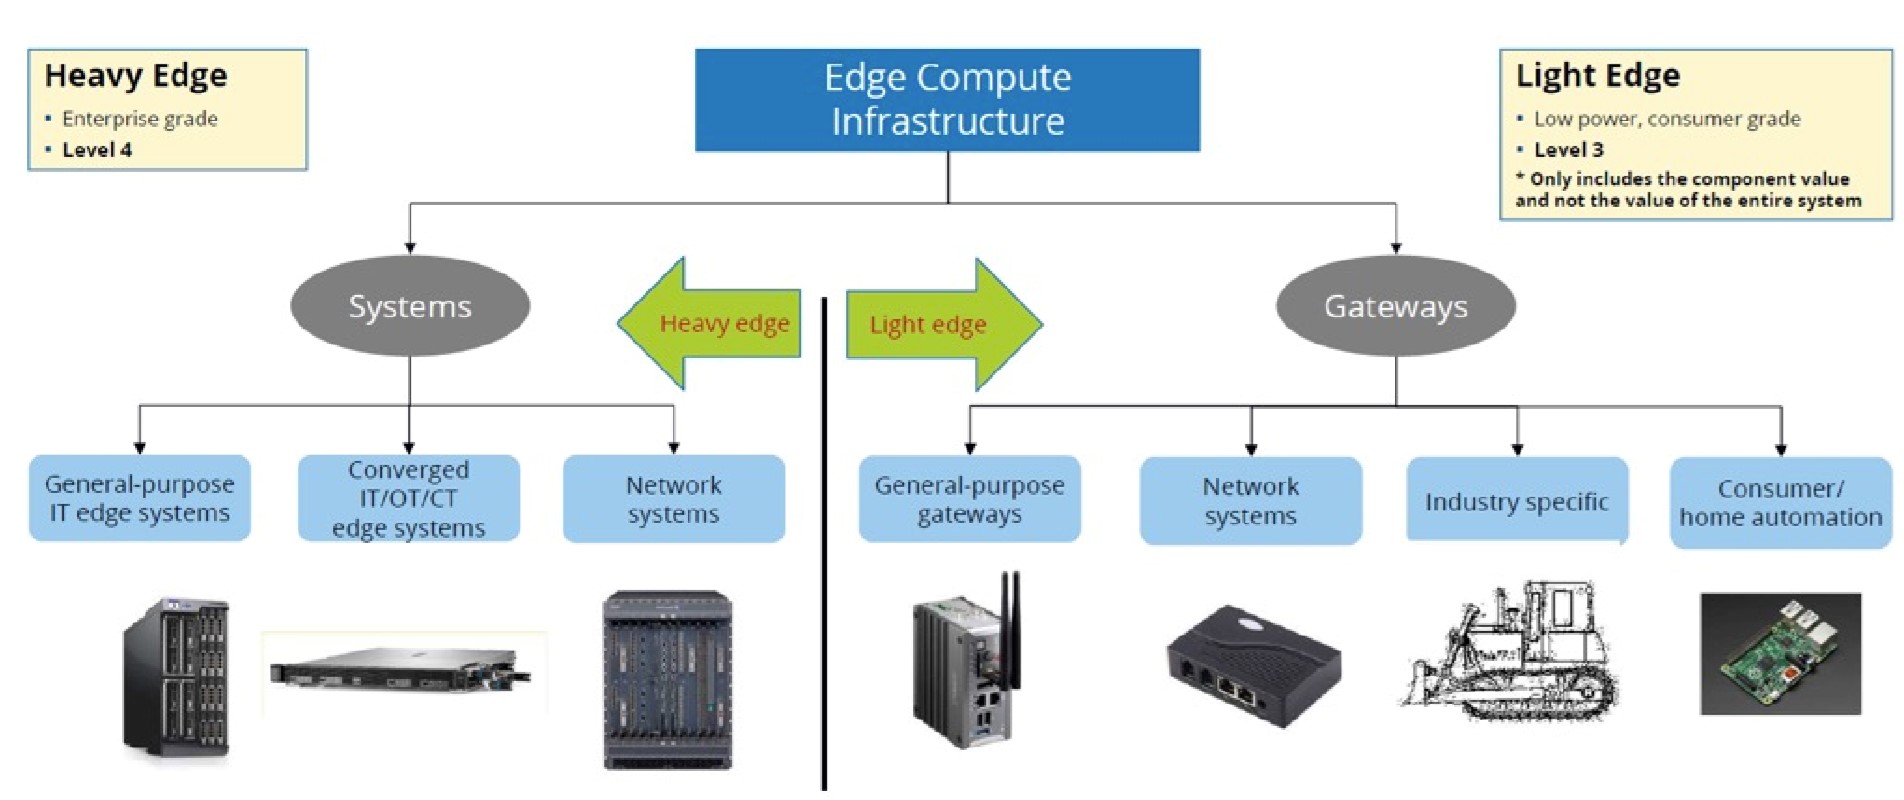 Heavy Edge
▪ Enterprise grade
▪ Level 4
Edge Compute
Infrastructure
Light Edge
▪ Low power, consumer grade
▪ Level 3
* Only includes the component value
and not the value of the entire system
Systems
Heavy edge
Light edge
Gateways
General-purpose
IT edge systems
Converged
IT/OT/CT
edge systems
Network
systems
General-purpose
gateways
Network
systems
Industry specific
Consumer/
home automation